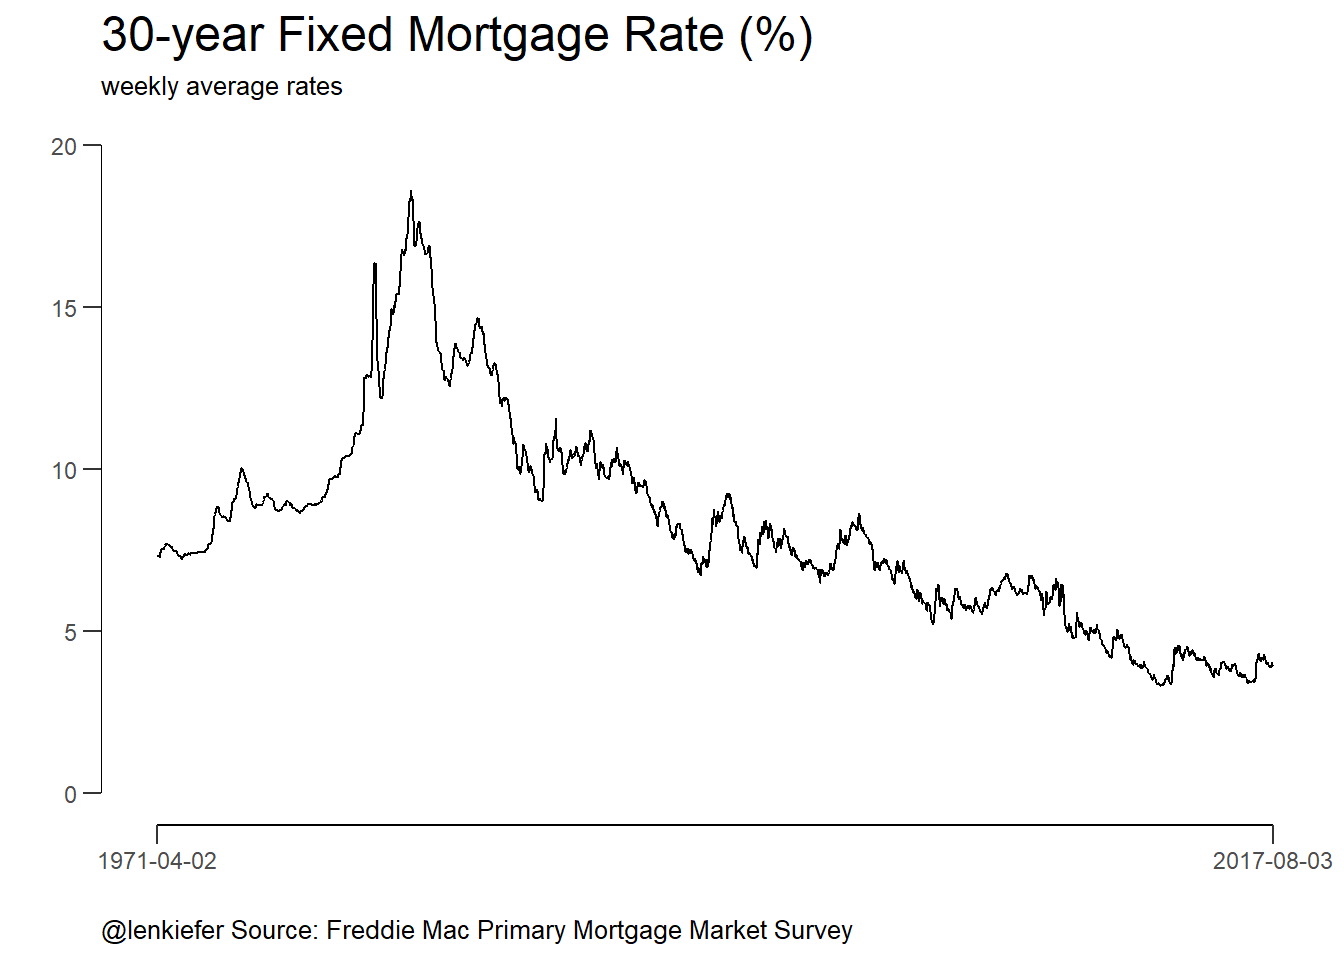 30-year Fixed Mortgage Rate (%)
weekly average rates
20
15
10
5
0
1971-04-02
2017-08-03
@lenkiefer Source: Freddie Mac Primary Mortgage Market Survey